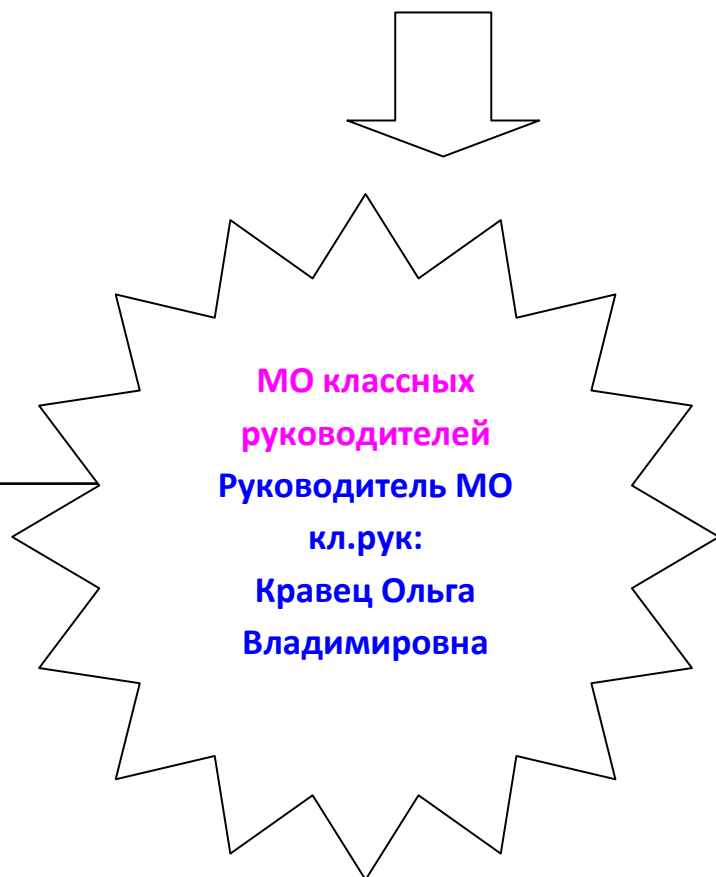 МО классных
руководителей
Руководитель МО
кл.рук:
Кравец Ольга
Владимировна